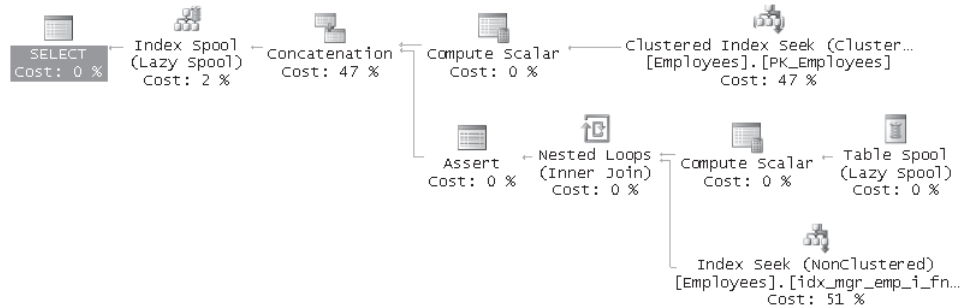 SELECT
Cost: 0 %
Index Spool
(Lazy Spool)
Cost: 2 %
Concatenation
Cost: 47 %
Compute Scalar
Cost: 0 %
Clustered Index Seek (Cluster…
[Employees].[PK_Employees]
Cost: 47 %
Assert
Cost: 0 %
Nested Loops
(Inner Join)
Cost: 0 %
Compute Scalar
Cost: 0 %
Table Spool
(Lazy Spool)
Cost: 0 %
Index Seek (NonClustered)
[Employees].[idx_mgr_emp_i_fn…
Cost: 51 %